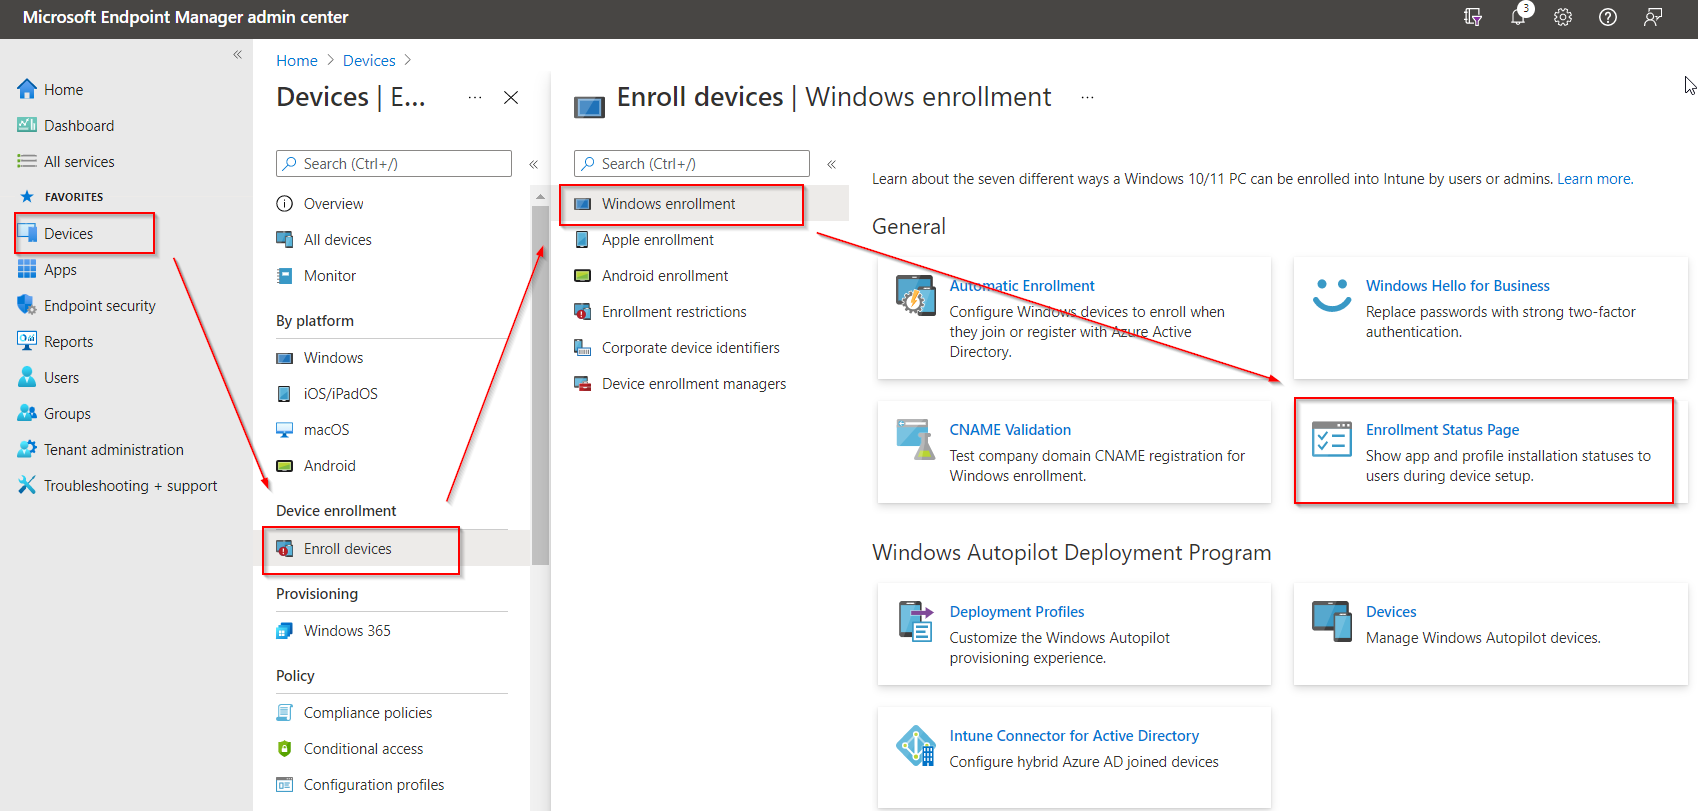 Microsoft Endpoint Manager admin center
3
«
Home
Dashboard
All services
FAVORITES
Devices
Apps
Endpoint security
Reports
Users
Groups
Tenant administration
Troubleshooting + support
Home > Devices >
Devices | E... ...
Search (Ctrl+/) «
Overview
All devices
Monitor
By platform
Windows
iOS/iPadOS
macOS
Android
Device enrollment
Enroll devices
Provisioning
Windows 365
Policy
Compliance policies
Conditional access
Configuration profiles
Enroll devices | Windows enrollment ...
Search (Ctrl+/) «
Windows enrollment
Apple enrollment
Android enrollment
Enrollment restrictions
Corporate device identifiers
Device enrollment managers
Learn about the seven different ways a Windows 10/11 PC can be enrolled into Intune by users or admins. Learn more.
General
Automatic Enrollment
Configure Windows devices to enroll when
they join or register with Azure Active
Directory.
Windows Hello for Business
Replace passwords with strong two-factor
authentication.
CNAME Validation
Test company domain CNAME registration for
Windows enrollment.
Enrollment Status Page
Show app and profile installation statuses to
users during device setup.
Windows Autopilot Deployment Program
Deployment Profiles
Customize the Windows Autopilot
provisioning experience.
Devices
Manage Windows Autopilot devices.
Intune Connector for Active Directory
Configure hybrid Azure AD joined devices